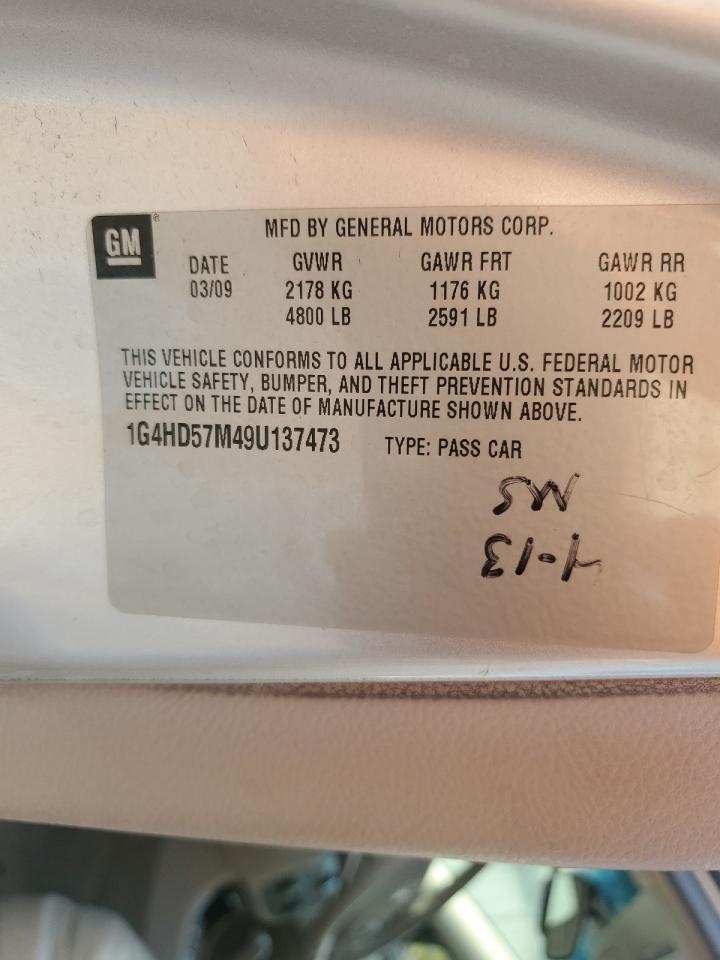 GM®
MFD BY GENERAL MOTORS CORP.
DATE GVWR GAWR FRT GAWR RR
03/09 2178 KG 1176 KG 1002 KG
4800 LB 2591 LB 2209 LB
THIS VEHICLE CONFORMS TO ALL APPLICABLE U.S. FEDERAL MOTOR
VEHICLE SAFETY, BUMPER, AND THEFT PREVENTION STANDARDS IN
EFFECT ON THE DATE OF MANUFACTURE SHOWN ABOVE.
1G4HD57M49U137473 TYPE: PASS CAR